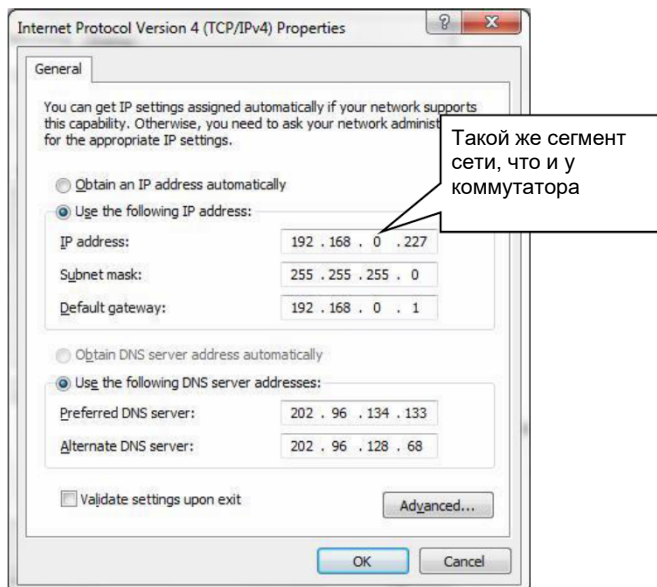 Internet Protocol Version 4 (TCP/IPv4) Properties
General
You can get IP settings assigned automatically if your network supports
this capability. Otherwise, you need to ask your network
for the appropriate IP settings.
Такой же сегмент
сети, что и у
коммутатора
Obtain an IP address automatically
Use the following IP address:
IP address: 192 . 168 . 0 . 227
Subnet mask: 255 . 255 . 255 . 0
Default gateway: 192 . 168 . 0 . 1
Obtain DNS server address automatically
Use the following DNS server addresses:
Preferred DNS server: 202 . 96 . 134 . 133
Alternate DNS server: 202 . 96 . 128 . 68
Validate settings upon exit
Advanced...
OK
Cancel